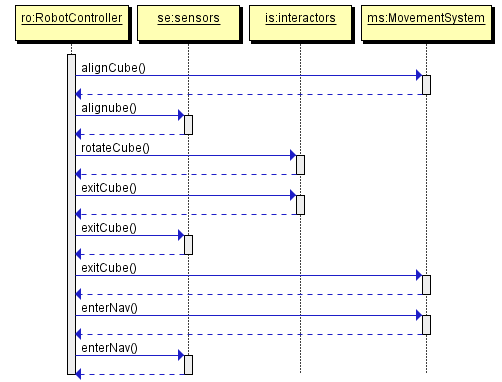 ro:RobotController se:sensors is:interactors ms:MovementSystem
alignCube()
alignube()
rotateCube()
exitCube()
exitCube()
exitCube()
enterNav()
enterNav()